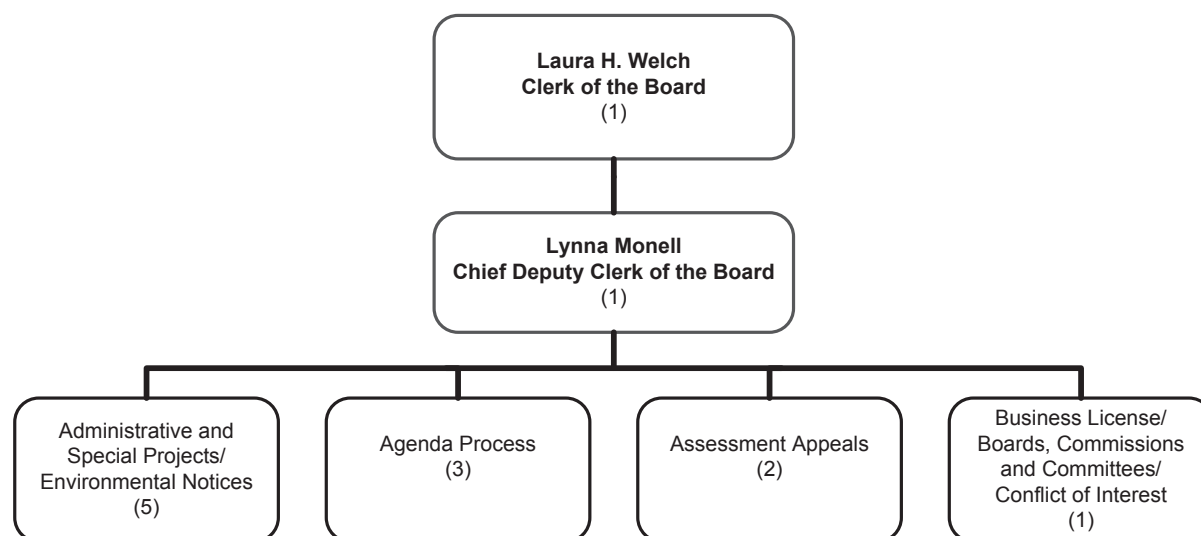 Laura H. Welch
Clerk of the Board
(1)
Lynna Monell
Chief Deputy Clerk of the Board
(1)
Administrative and
Special Projects/
Environmental Notices
(5)
Agenda Process
(3)
Assessment Appeals
(2)
Business License/
Boards, Commissions
and Committees/
Conflict of Interest
(1)